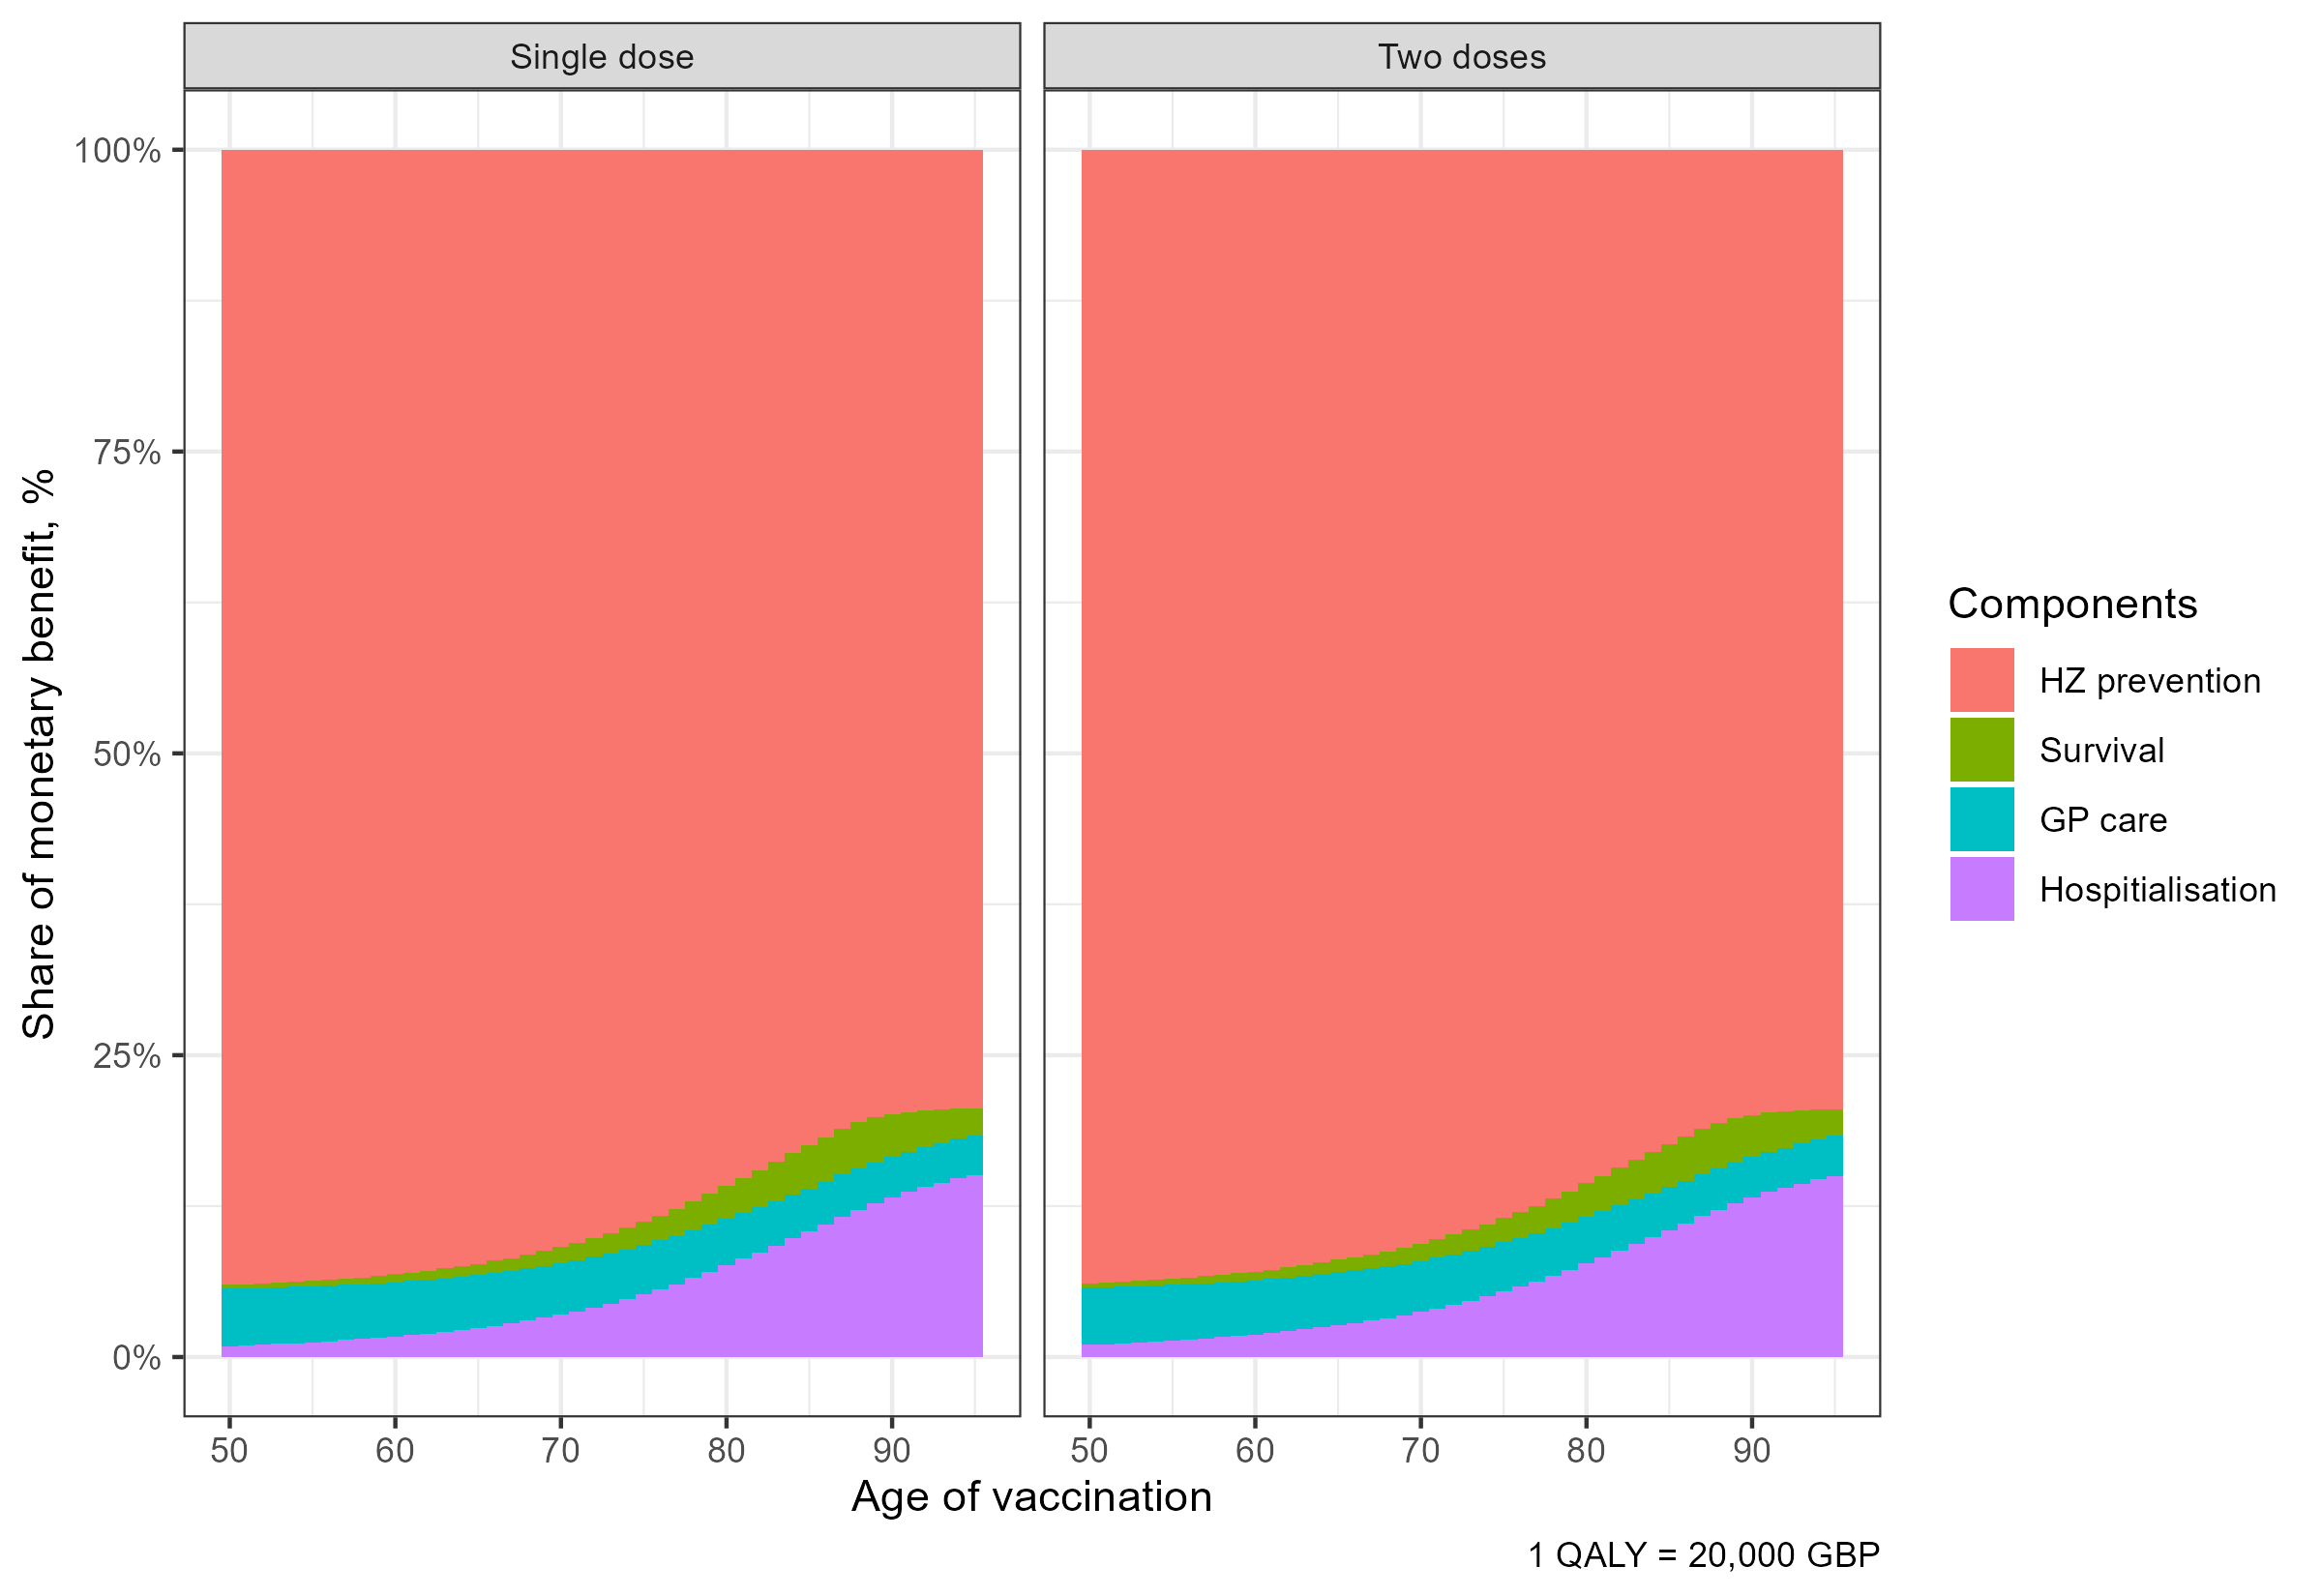 Single dose
Two doses
Share of monetary benefit, %
100%
75%
50%
25%
0%
50 60 70 80 90
50 60 70 80 90
Age of vaccination
1 QALY = 20,000 GBP
Components
HZ prevention
Survival
GP care
Hospitialisation